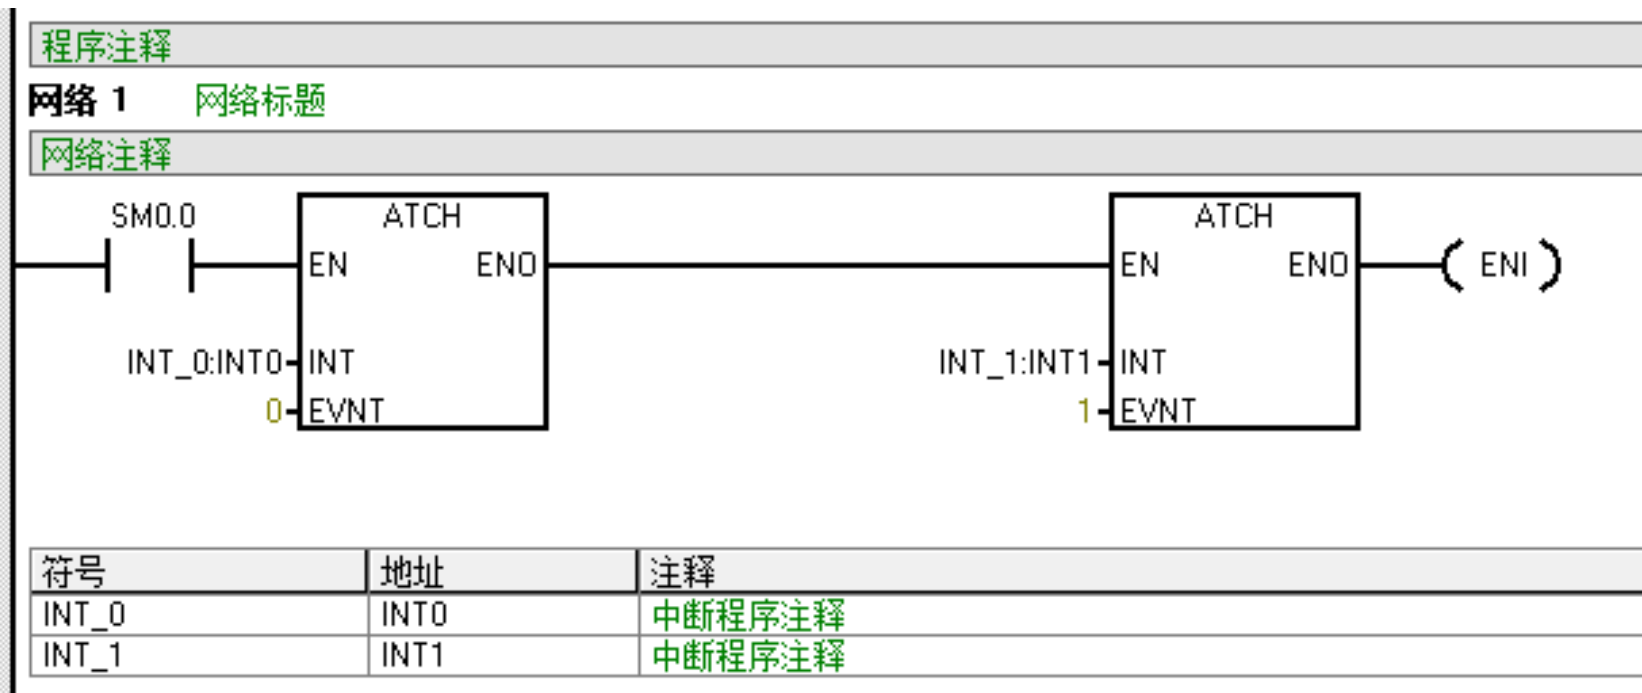 程序注释
网络 1 网络标题
网络注释
SM0.0 ATCH ATCH
EN ENO EN ENO ( ENI )
INT_0:INT0 INT INT_1:INT1 INT
0 EVNT 1 EVNT
符号 地址 注释
INT_0 INT0 中断程序注释
INT_1 INT1 中断程序注释